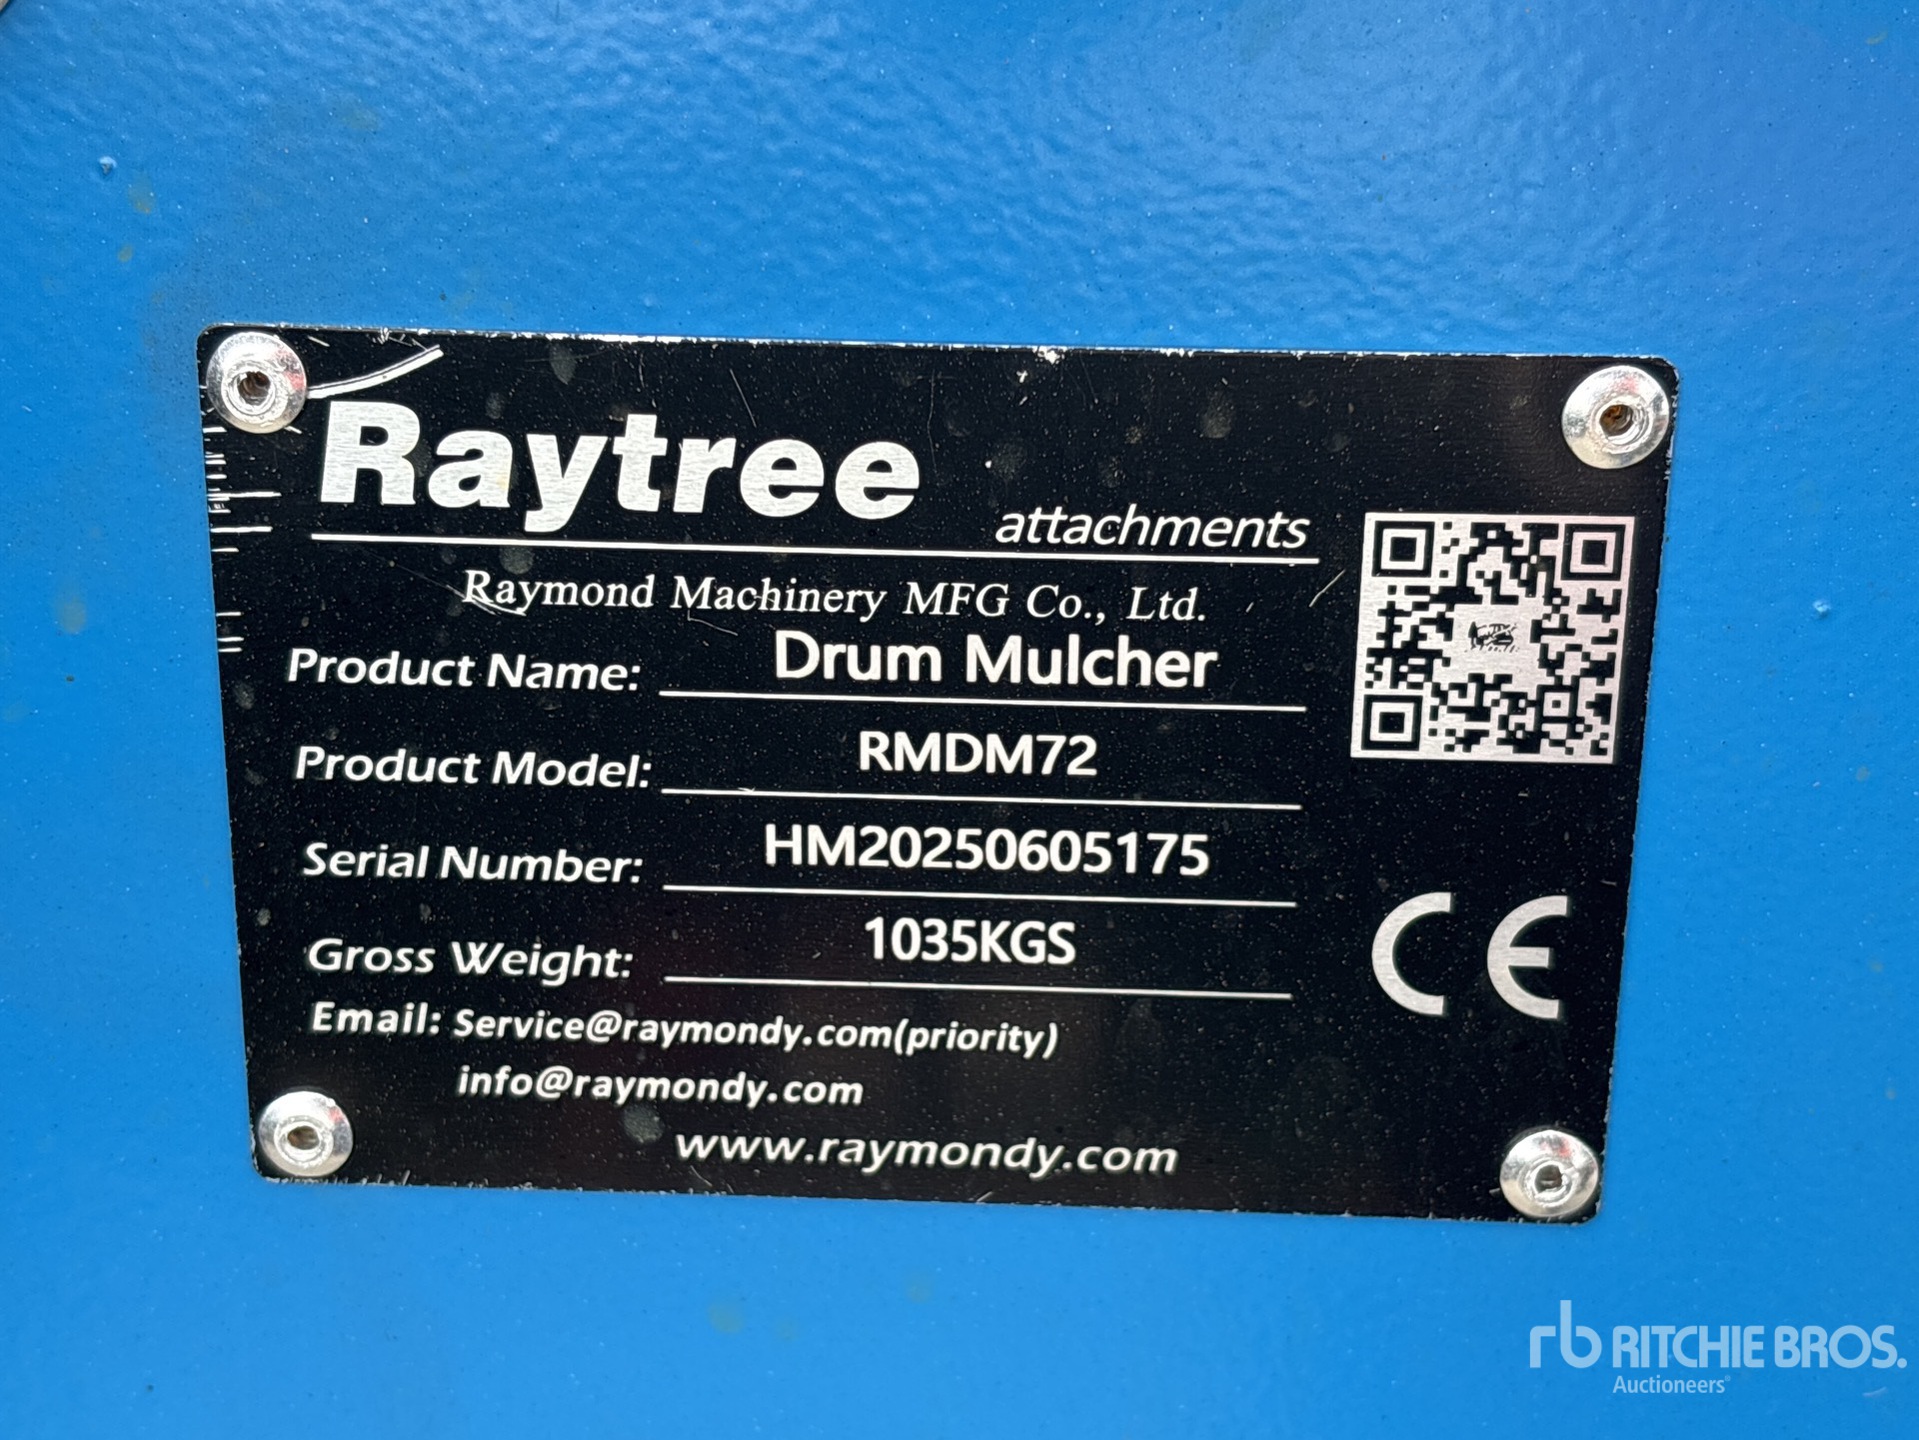 Raytree
attachments
Raymond Machinery MFG Co., Ltd.
Product Name: Drum Mulcher
Product Model: RMDM72
Serial Number: HM20250605175
Gross Weight: 1035KGS
Email: Service@raymondy.com(priority)
info@raymondy.com
www.raymondy.com
CE
rb RITCHIE BROS.
Auctioneers®